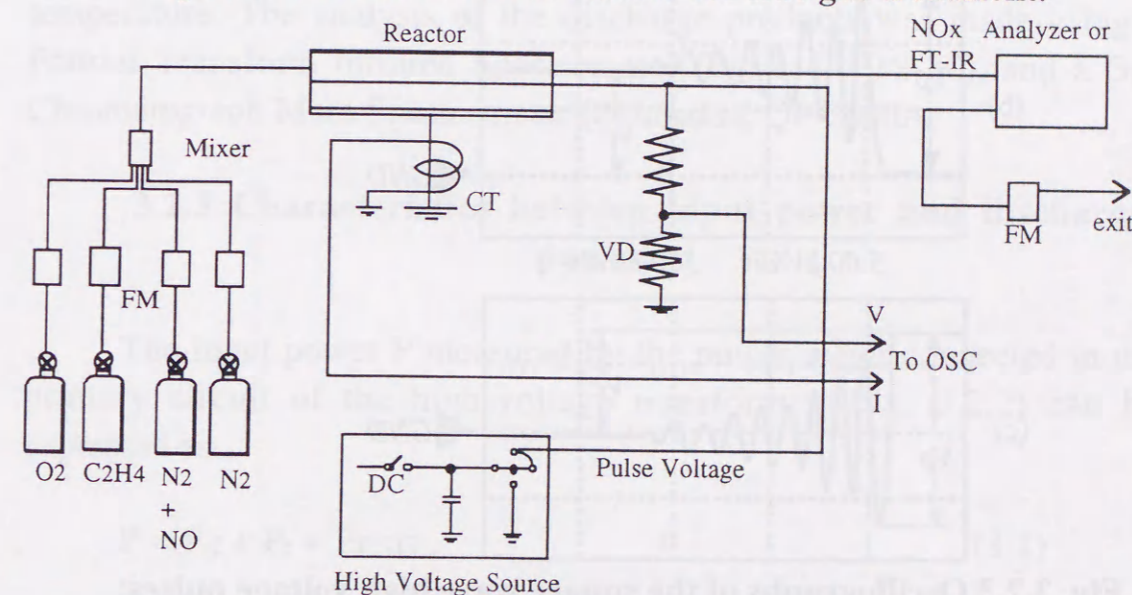 Reactor
NOx Analyzer or
FT-IR
Mixer
CT
VD
FM
exit
FM
V
To OSC
I
O2 C2H4 N2 N2
+
NO
DC
Pulse Voltage
High Voltage Source